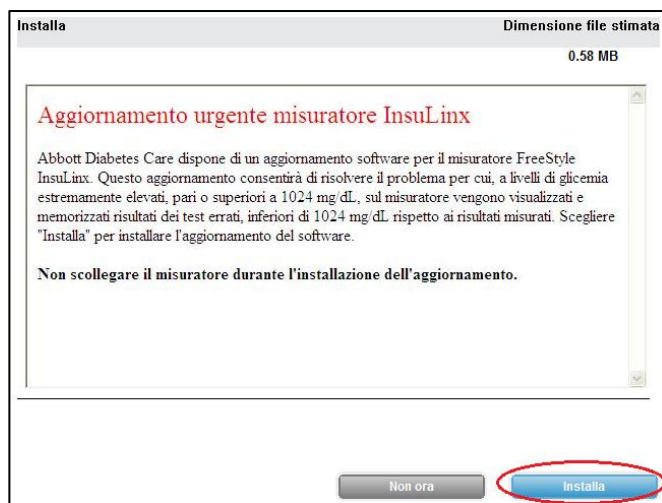 Installa Dimensione file stimata
0.58 MB
Aggiornamento urgente misuratore InsuLinx
Abbott Diabetes Care dispone di un aggiornamento software per il misuratore FreeStyle
InsuLinx. Questo aggiornamento consentirà di risolvere il problema per cui, a livelli di glicemia
estremamente elevati, pari o superiori a 1024 mg/dL, sul misuratore vengono visualizzati e
memorizzati risultati dei test errati, inferiori di 1024 mg/dL rispetto ai risultati misurati. Scegliere
"Installa" per installare l'aggiornamento del software.
Non scollegare il misuratore durante l'installazione dell'aggiornamento.
Non ora Installa